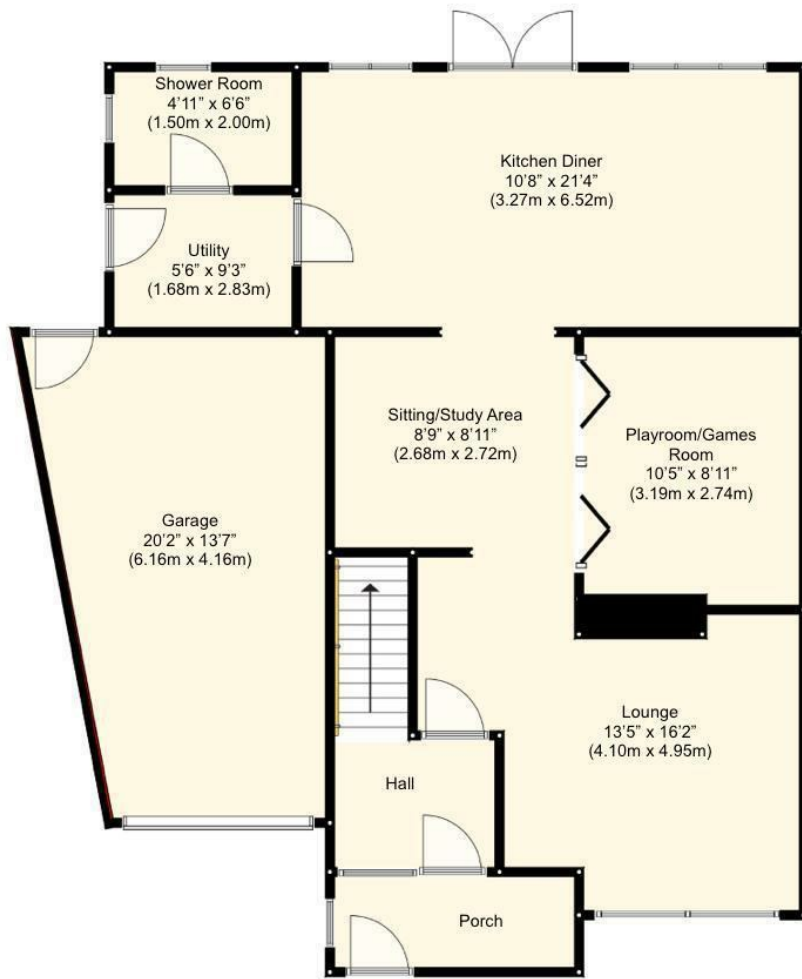 Shower Room
4'11" x 6'6"
(1.50m x 2.00m)
Kitchen Diner
10'8" x 21'4"
(3.27m x 6.52m)
Utility
5'6" x 9'3"
(1.68m x 2.83m)
Sitting/Study Area
8'9" x 8'11"
(2.68m x 2.72m)
Playroom/Games
Room
10'5" x 8'11"
(3.19m x 2.74m)
Garage
20'2" x 13'7"
(6.16m x 4.16m)
Lounge
13'5" x 16'2"
(4.10m x 4.95m)
Hall
Porch